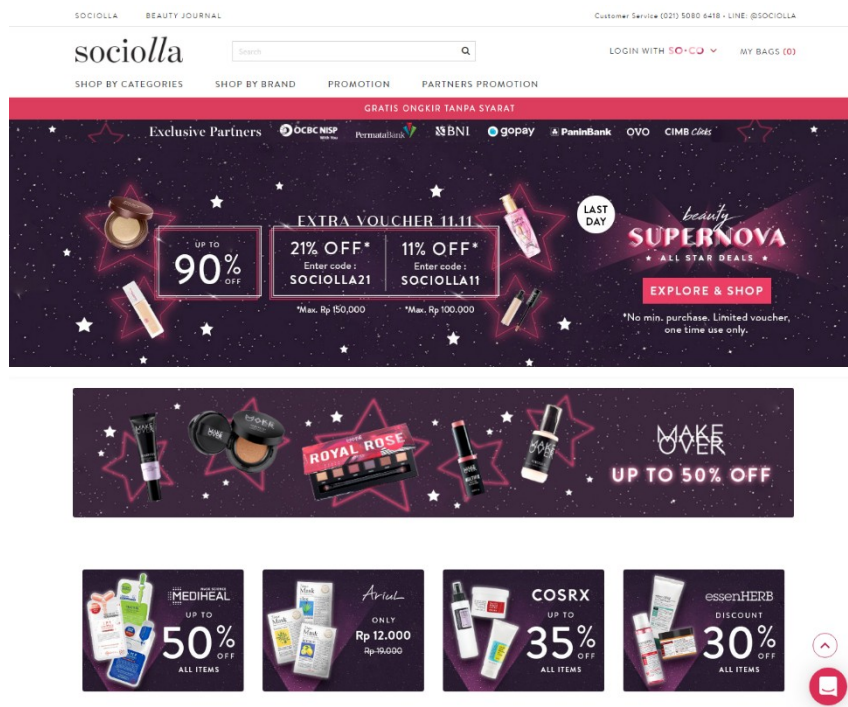 SOCIOLLA BEAUTY JOURNAL Customer Service (021) 5080 6418 - LINE: @SOCIOLLA
sociolla Search LOGIN WITH SO•CO MY BAGS (0)
SHOP BY CATEGORIES SHOP BY BRAND PROMOTION PARTNERS PROMOTION
GRATIS ONGKIR TANPA SYARAT
Exclusive Partners OCBC NISP With You PermataBank BNI gopay PaninBank OVO CIMB Clicks
UP TO
90% OFF
EXTRA VOUCHER 11.11
21% OFF*
Enter code :
SOCIOLLA21
*Max. Rp 150,000
11% OFF*
Enter code :
SOCIOLLA11
*Max. Rp 100.000
LAST
DAY
beauty
SUPERNOVA
ALL STAR DEALS
EXPLORE & SHOP
*No min. purchase. Limited voucher,
one time use only.
ROYAL ROSE
MAKE
OVER
UP TO 50% OFF
MEDIHEAL
UP TO
50% OFF
ALL ITEMS
Ariul
ONLY
Rp 12.000
Rp 19.000
COSRX
UP TO
35% OFF
ALL ITEMS
essenHERB
DISCOUNT
30% OFF
ALL ITEMS